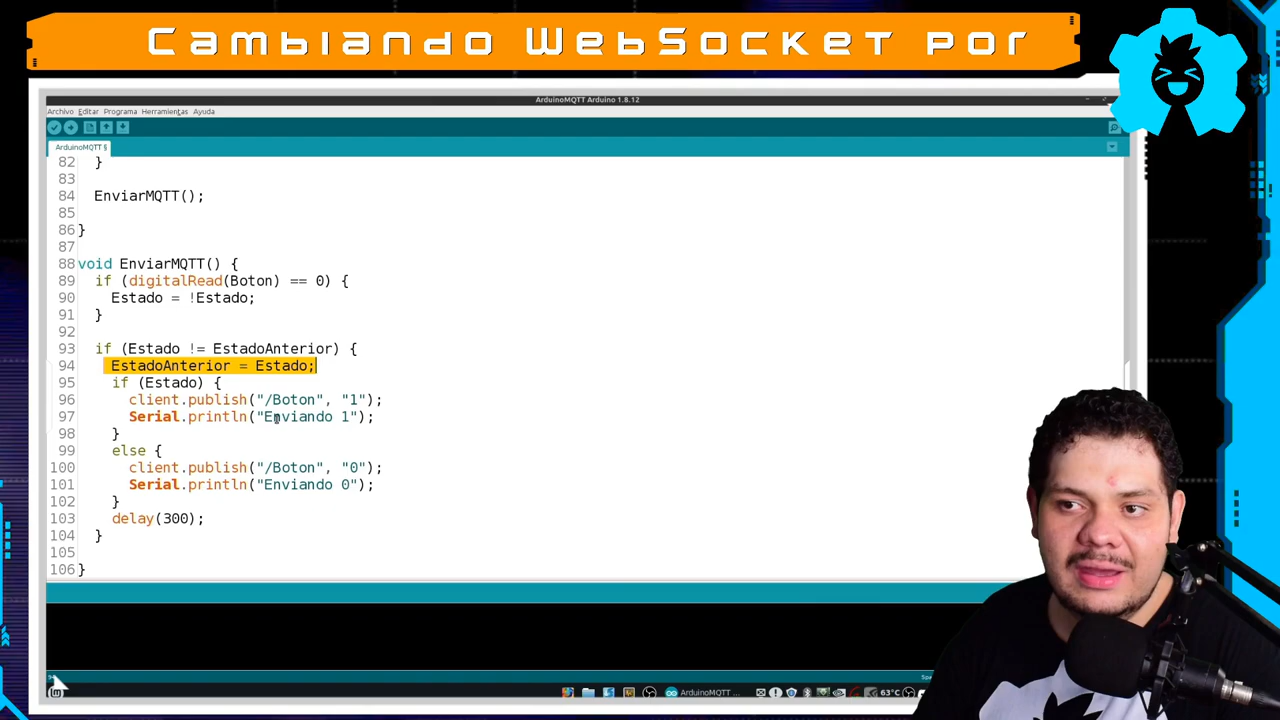 Cambiando WebSocket por
ArduinoMQTT Arduino 1.8.12
Archivo Editar Programa Herramientas Ayuda
ArduinoMQTT §
82 }
83
84 EnviarMQTT();
85
86 }
87
88 void EnviarMQTT() {
89 if (digitalRead(Boton) == 0) {
90 Estado = !Estado;
91 }
92
93 if (Estado != EstadoAnterior) {
94 EstadoAnterior = Estado;
95 if (Estado) {
96 client.publish("/Boton", "1");
97 Serial.println("Enviando 1");
98 }
99 else {
100 client.publish("/Boton", "0");
101 Serial.println("Enviando 0");
102 }
103 delay(300);
104 }
105
106 }
ArduinoMQTT ... 63°C